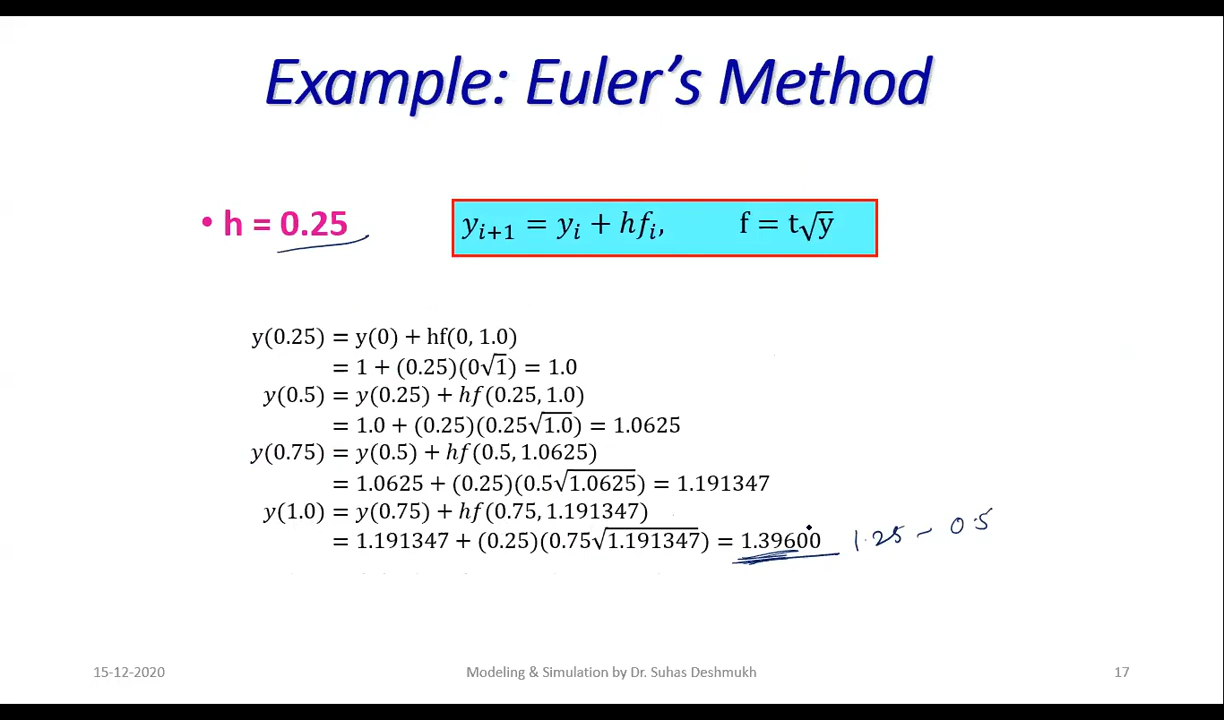 Example: Euler's Method
• h = 0.25
yᵢ₊₁ = yᵢ + hfᵢ, f = t√y
y(0.25) = y(0) + hf(0, 1.0)
= 1 + (0.25)(0√1) = 1.0
y(0.5) = y(0.25) + hf(0.25, 1.0)
= 1.0 + (0.25)(0.25√1.0) = 1.0625
y(0.75) = y(0.5) + hf(0.5, 1.0625)
= 1.0625 + (0.25)(0.5√1.0625) = 1.191347
y(1.0) = y(0.75) + hf(0.75, 1.191347)
= 1.191347 + (0.25)(0.75√1.191347) = 1.39600 1.25 – 0.5
15-12-2020 Modeling & Simulation by Dr. Suhas Deshmukh 17